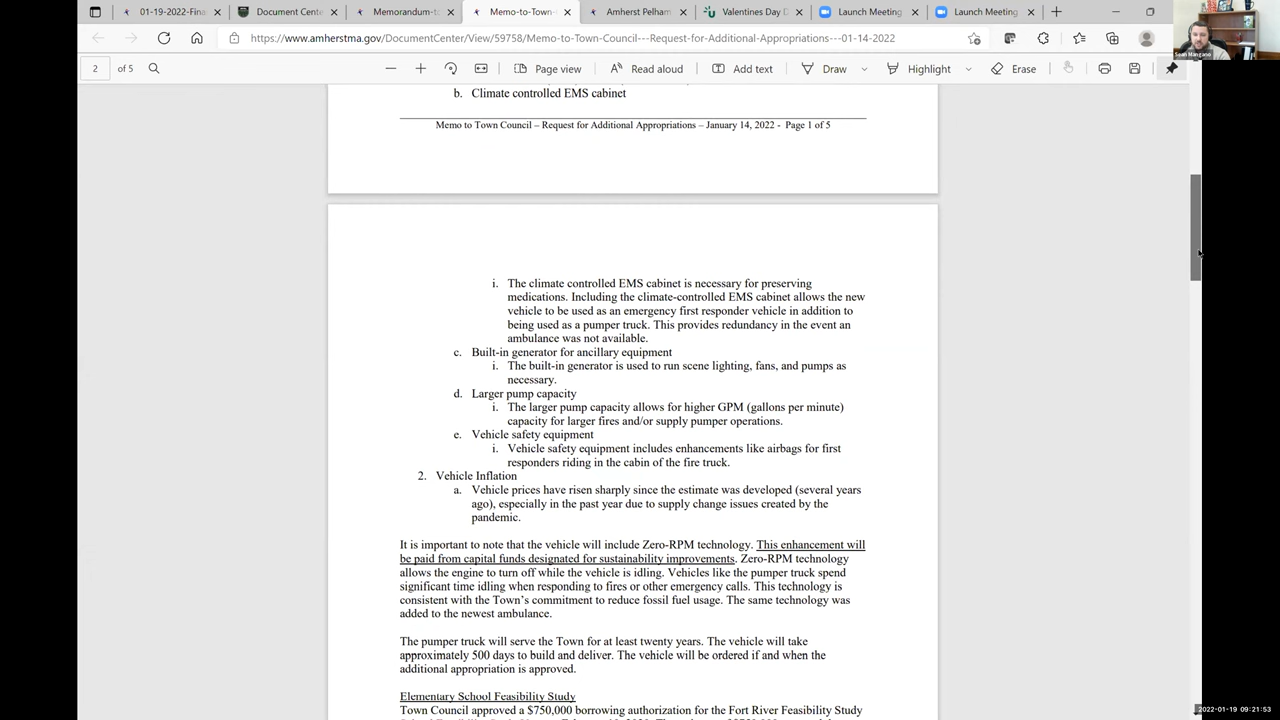 01-19-2022-Fina
Document Cente
Memorandum-to
Memo-to-Town-
Amherst Pelham
Valentines Day D
Launch Meeting
Launch Meeting
https://www.amherstma.gov/DocumentCenter/View/59758/Memo-to-Town-Council---Request-for-Additional-Appropriations---01-14-2022
Sean Mangano
2 of 5
Page view
Read aloud
Add text
Draw
Highlight
Erase
b. Climate controlled EMS cabinet
Memo to Town Council – Request for Additional Appropriations – January 14, 2022 - Page 1 of 5
i. The climate controlled EMS cabinet is necessary for preserving
medications. Including the climate-controlled EMS cabinet allows the new
vehicle to be used as an emergency first responder vehicle in addition to
being used as a pumper truck. This provides redundancy in the event an
ambulance was not available.
c. Built-in generator for ancillary equipment
i. The built-in generator is used to run scene lighting, fans, and pumps as
necessary.
d. Larger pump capacity
i. The larger pump capacity allows for higher GPM (gallons per minute)
capacity for larger fires and/or supply pumper operations.
e. Vehicle safety equipment
i. Vehicle safety equipment includes enhancements like airbags for first
responders riding in the cabin of the fire truck.
2. Vehicle Inflation
a. Vehicle prices have risen sharply since the estimate was developed (several years
ago), especially in the past year due to supply change issues created by the
pandemic.
It is important to note that the vehicle will include Zero-RPM technology. This enhancement will
be paid from capital funds designated for sustainability improvements. Zero-RPM technology
allows the engine to turn off while the vehicle is idling. Vehicles like the pumper truck spend
significant time idling when responding to fires or other emergency calls. This technology is
consistent with the Town's commitment to reduce fossil fuel usage. The same technology was
added to the newest ambulance.
The pumper truck will serve the Town for at least twenty years. The vehicle will take
approximately 500 days to build and deliver. The vehicle will be ordered if and when the
additional appropriation is approved.
Elementary School Feasibility Study
Town Council approved a $750,000 borrowing authorization for the Fort River Feasibility Study
2022-01-19 09:21:53